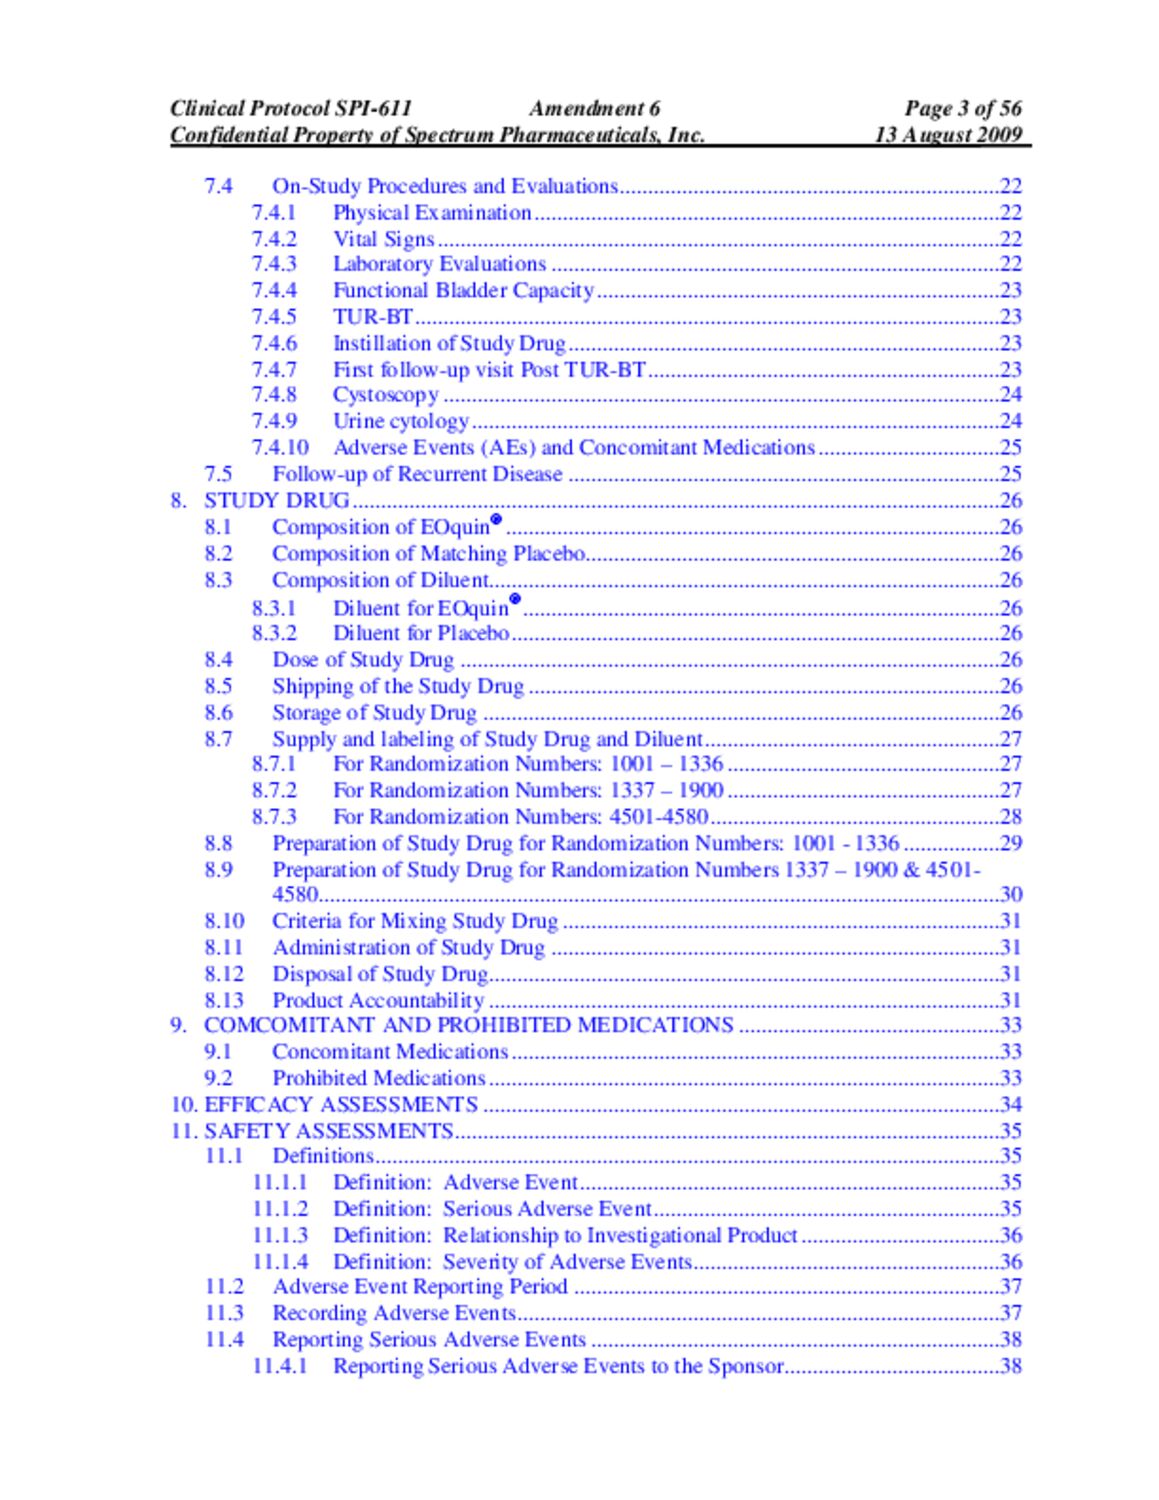 Clinical Protocol SPI-611 Amendment 6 Page 3 of 56
Confidential Property of Spectrum Pharmaceuticals, Inc. 13 August 2009
7.4 On-Study Procedures and Evaluations....................22
7.4.1 Physical Examination....................22
7.4.2 Vital Signs....................22
7.4.3 Laboratory Evaluations....................22
7.4.4 Functional Bladder Capacity....................23
7.4.5 TUR-BT....................23
7.4.6 Instillation of Study Drug....................23
7.4.7 First follow-up visit Post TUR-BT....................23
7.4.8 Cystoscopy....................24
7.4.9 Urine cytology....................24
7.4.10 Adverse Events (AEs) and Concomitant Medications....................25
7.5 Follow-up of Recurrent Disease....................25
8. STUDY DRUG....................26
8.1 Composition of EOquin®....................26
8.2 Composition of Matching Placebo....................26
8.3 Composition of Diluent....................26
8.3.1 Diluent for EOquin®....................26
8.3.2 Diluent for Placebo....................26
8.4 Dose of Study Drug....................26
8.5 Shipping of the Study Drug....................26
8.6 Storage of Study Drug....................26
8.7 Supply and labeling of Study Drug and Diluent....................27
8.7.1 For Randomization Numbers: 1001 – 1336....................27
8.7.2 For Randomization Numbers: 1337 – 1900....................27
8.7.3 For Randomization Numbers: 4501-4580....................28
8.8 Preparation of Study Drug for Randomization Numbers: 1001 - 1336....................29
8.9 Preparation of Study Drug for Randomization Numbers 1337 – 1900 & 4501-
4580....................30
8.10 Criteria for Mixing Study Drug....................31
8.11 Administration of Study Drug....................31
8.12 Disposal of Study Drug....................31
8.13 Product Accountability....................31
9. COMCOMITANT AND PROHIBITED MEDICATIONS....................33
9.1 Concomitant Medications....................33
9.2 Prohibited Medications....................33
10. EFFICACY ASSESSMENTS....................34
11. SAFETY ASSESSMENTS....................35
11.1 Definitions....................35
11.1.1 Definition: Adverse Event....................35
11.1.2 Definition: Serious Adverse Event....................35
11.1.3 Definition: Relationship to Investigational Product....................36
11.1.4 Definition: Severity of Adverse Events....................36
11.2 Adverse Event Reporting Period....................37
11.3 Recording Adverse Events....................37
11.4 Reporting Serious Adverse Events....................38
11.4.1 Reporting Serious Adverse Events to the Sponsor....................38